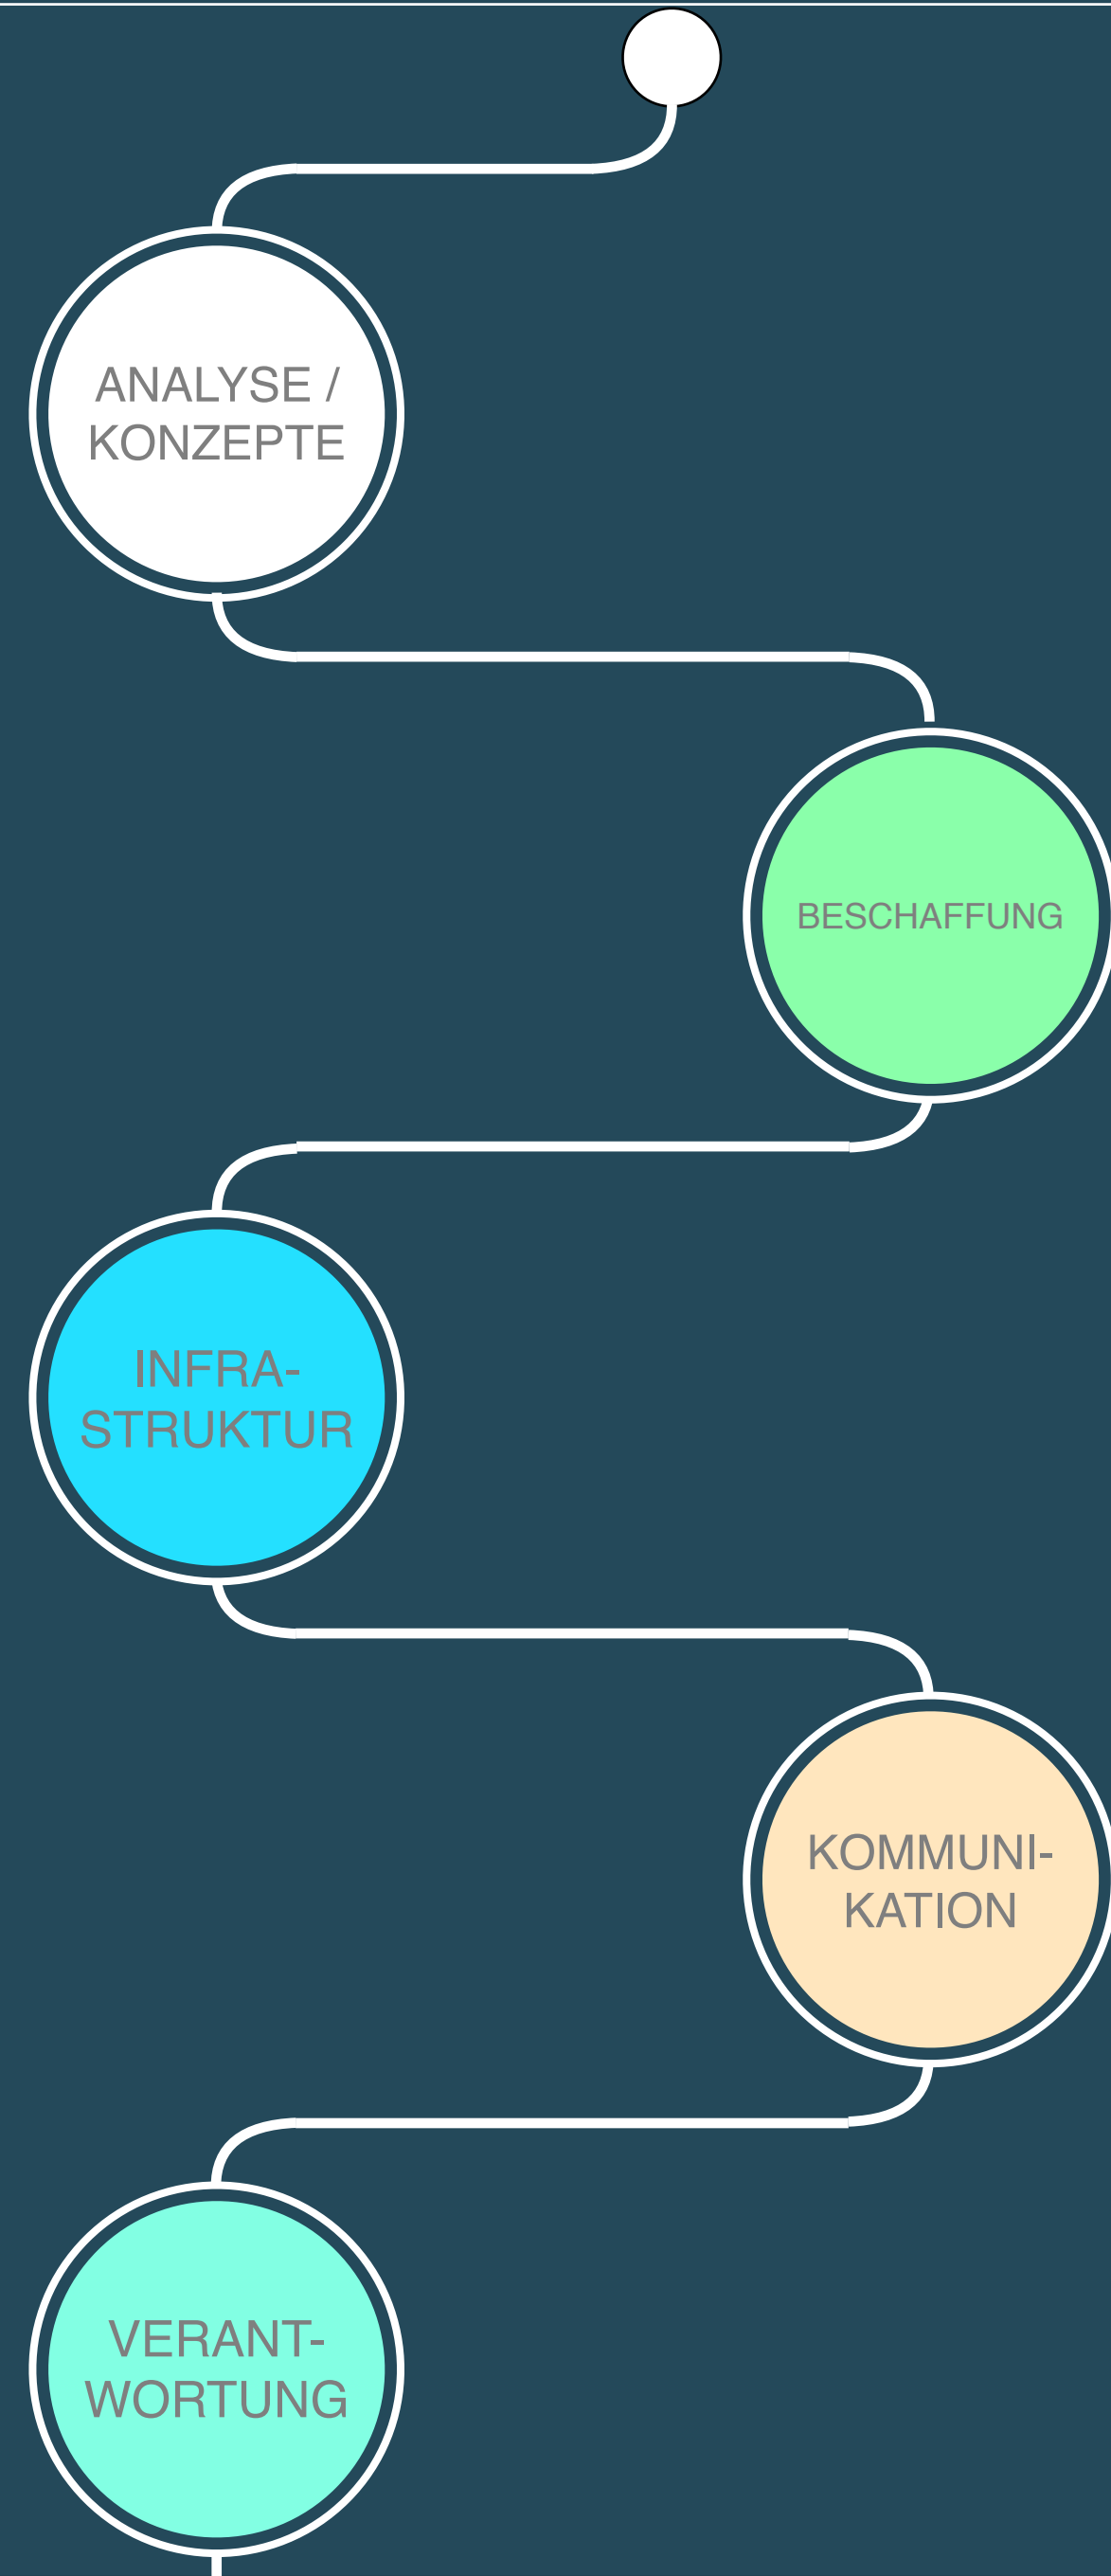 ANALYSE /
KONZEPTE
BESCHAFFUNG
INFRA-
STRUKTUR
KOMMUNI-
KATION
VERANT-
WORTUNG